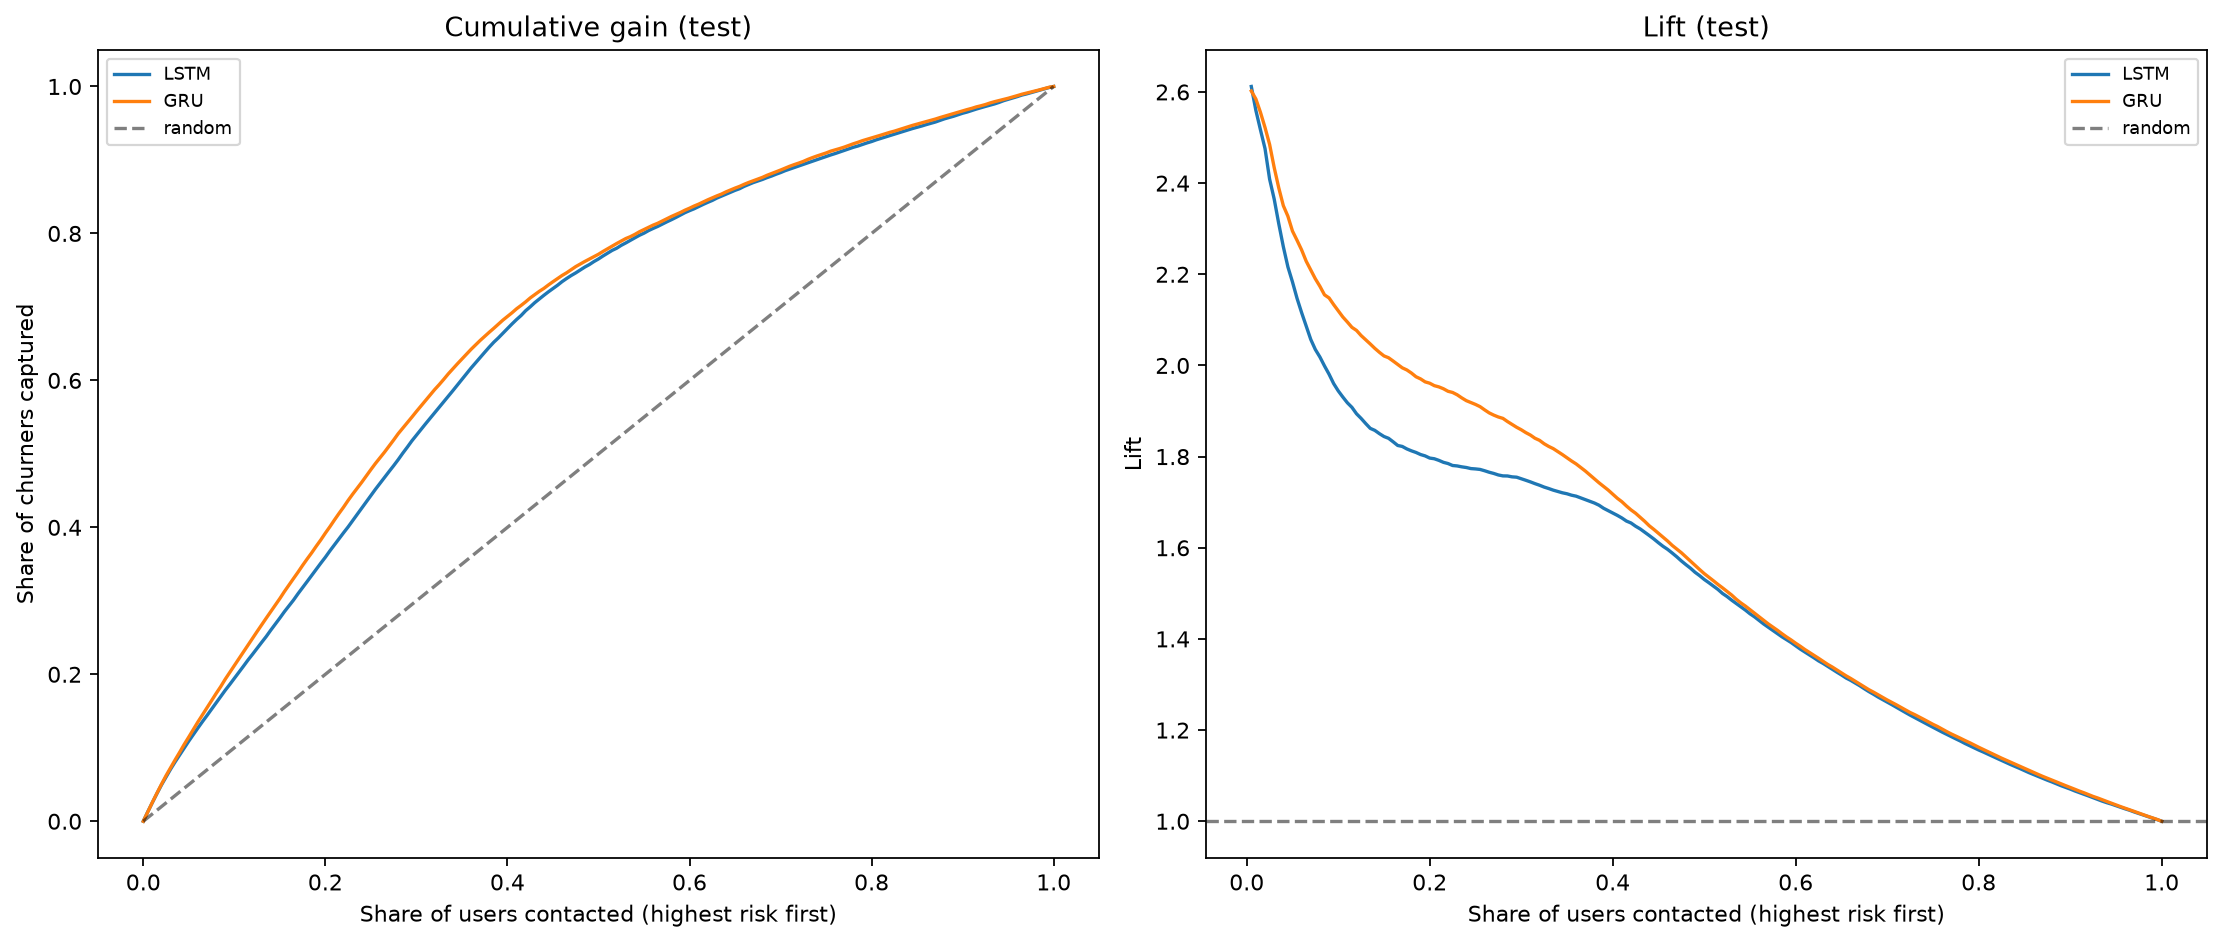 Cumulative gain (test)
LSTM
GRU
random
Share of churners captured
1.0
0.8
0.6
0.4
0.2
0.0
0.0 0.2 0.4 0.6 0.8 1.0
Share of users contacted (highest risk first)
Lift (test)
LSTM
GRU
random
Lift
2.6
2.4
2.2
2.0
1.8
1.6
1.4
1.2
1.0
0.0 0.2 0.4 0.6 0.8 1.0
Share of users contacted (highest risk first)